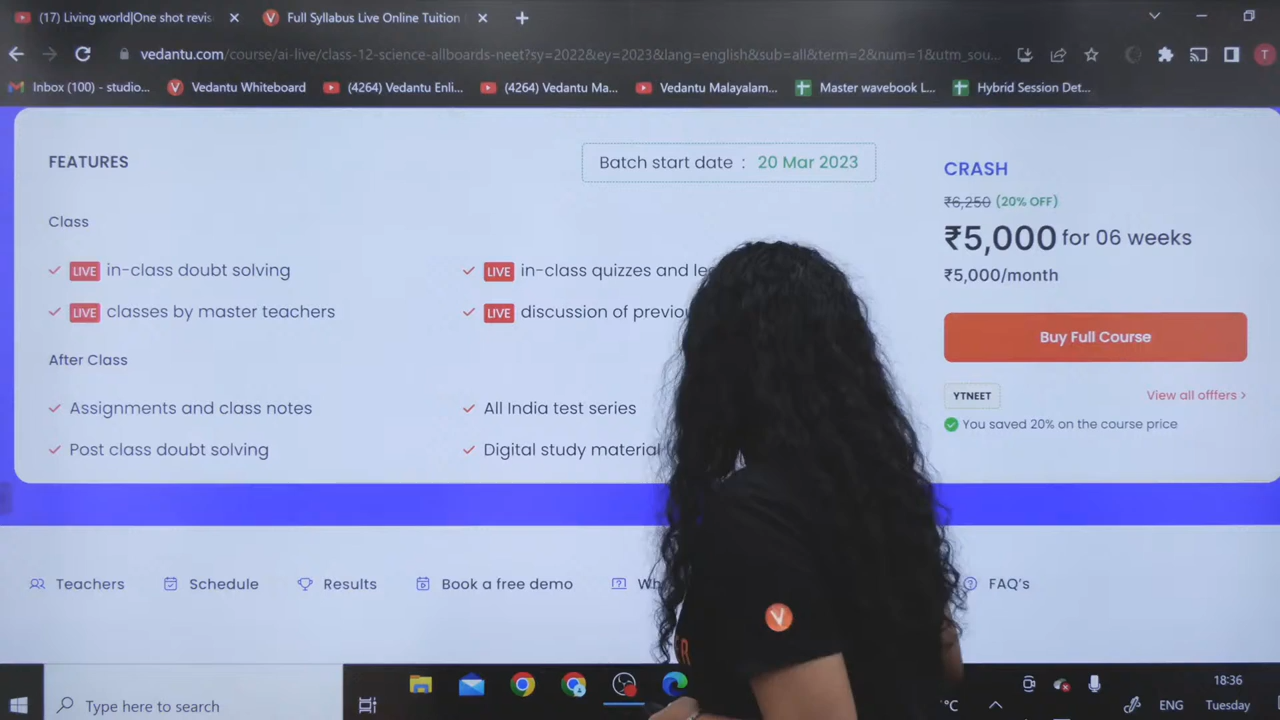 (17) Living world|One shot revis
Full Syllabus Live Online Tuition
vedantu.com/course/ai-live/class-12-science-allboards-neet?sy=2022&ey=2023&lang=english&sub=all&term=2&num=1&utm_sou...
T
Inbox (100) - studio...
Vedantu Whiteboard
(4264) Vedantu Enli...
(4264) Vedantu Ma...
Vedantu Malayalam...
Master wavebook L...
Hybrid Session Det...
FEATURES
Batch start date : 20 Mar 2023
Class
LIVE in-class doubt solving
LIVE in-class quizzes and
LIVE classes by master teachers
LIVE discussion of
After Class
Assignments and class notes
All India test series
Post class doubt solving
Digital study material
CRASH
₹6,250 (20% OFF)
₹5,000 for 06 weeks
₹5,000/month
Buy Full Course
YTNEET
View all offfers >
You saved 20% on the course price
Teachers
Schedule
Results
Book a free demo
FAQ's
V
Type here to search
°C
ENG
18:36
Tuesday